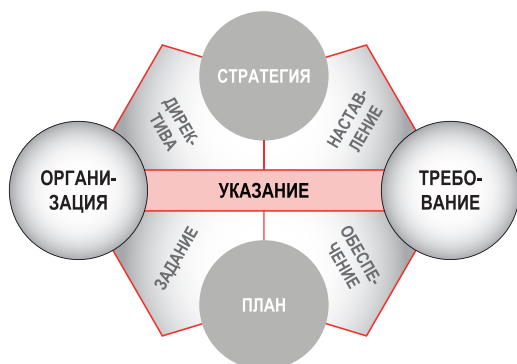 СТРАТЕГИЯ
ДИРЕК-
ТИВА
НАСТАВ-
ЛЕНИЕ
ОРГАНИ-
ЗАЦИЯ
УКАЗАНИЕ
ТРЕБО-
ВАНИЕ
ЗАДАНИЕ
ОБЕСПЕ-
ЧЕНИЕ
ПЛАН